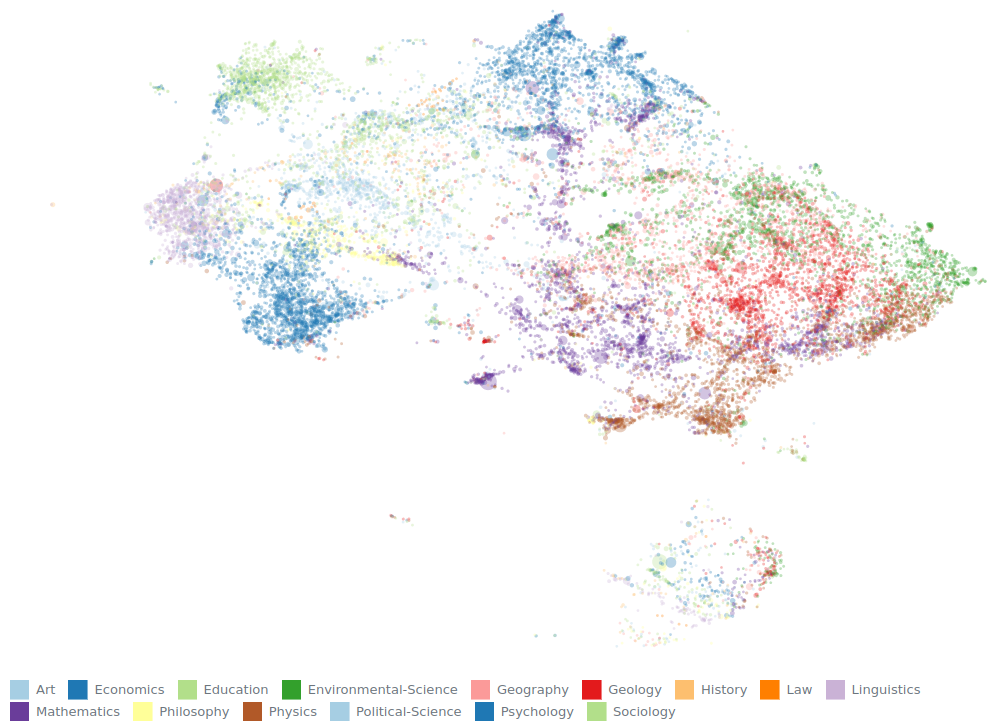 Art Economics Education Environmental-Science Geography Geology History Law Linguistics
Mathematics Philosophy Physics Political-Science Psychology Sociology